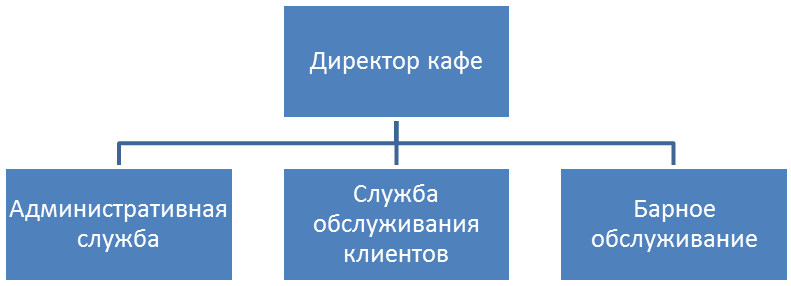 Директор кафе
Административная
служба
Служба
обслуживания
клиентов
Барное
обслуживание